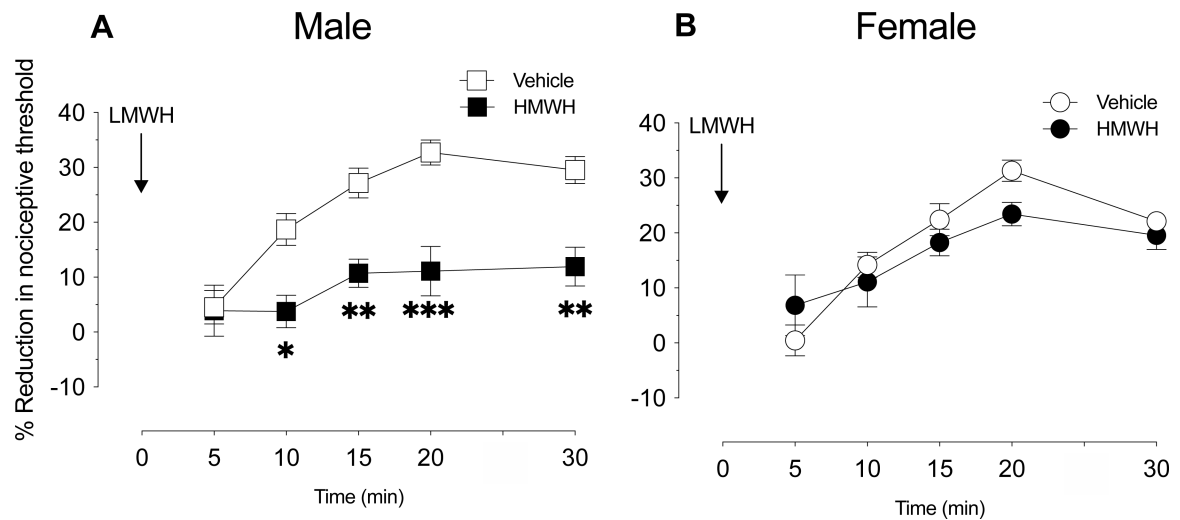 A
Male
% Reduction in nociceptive threshold
Vehicle
HMWH
LMWH
40
30
20
10
0
-10
*
**
***
**
0 5 10 15 20 30
Time (min)
B
Female
Vehicle
HMWH
LMWH
40
30
20
10
0
-10
0 5 10 15 20 30
Time (min)